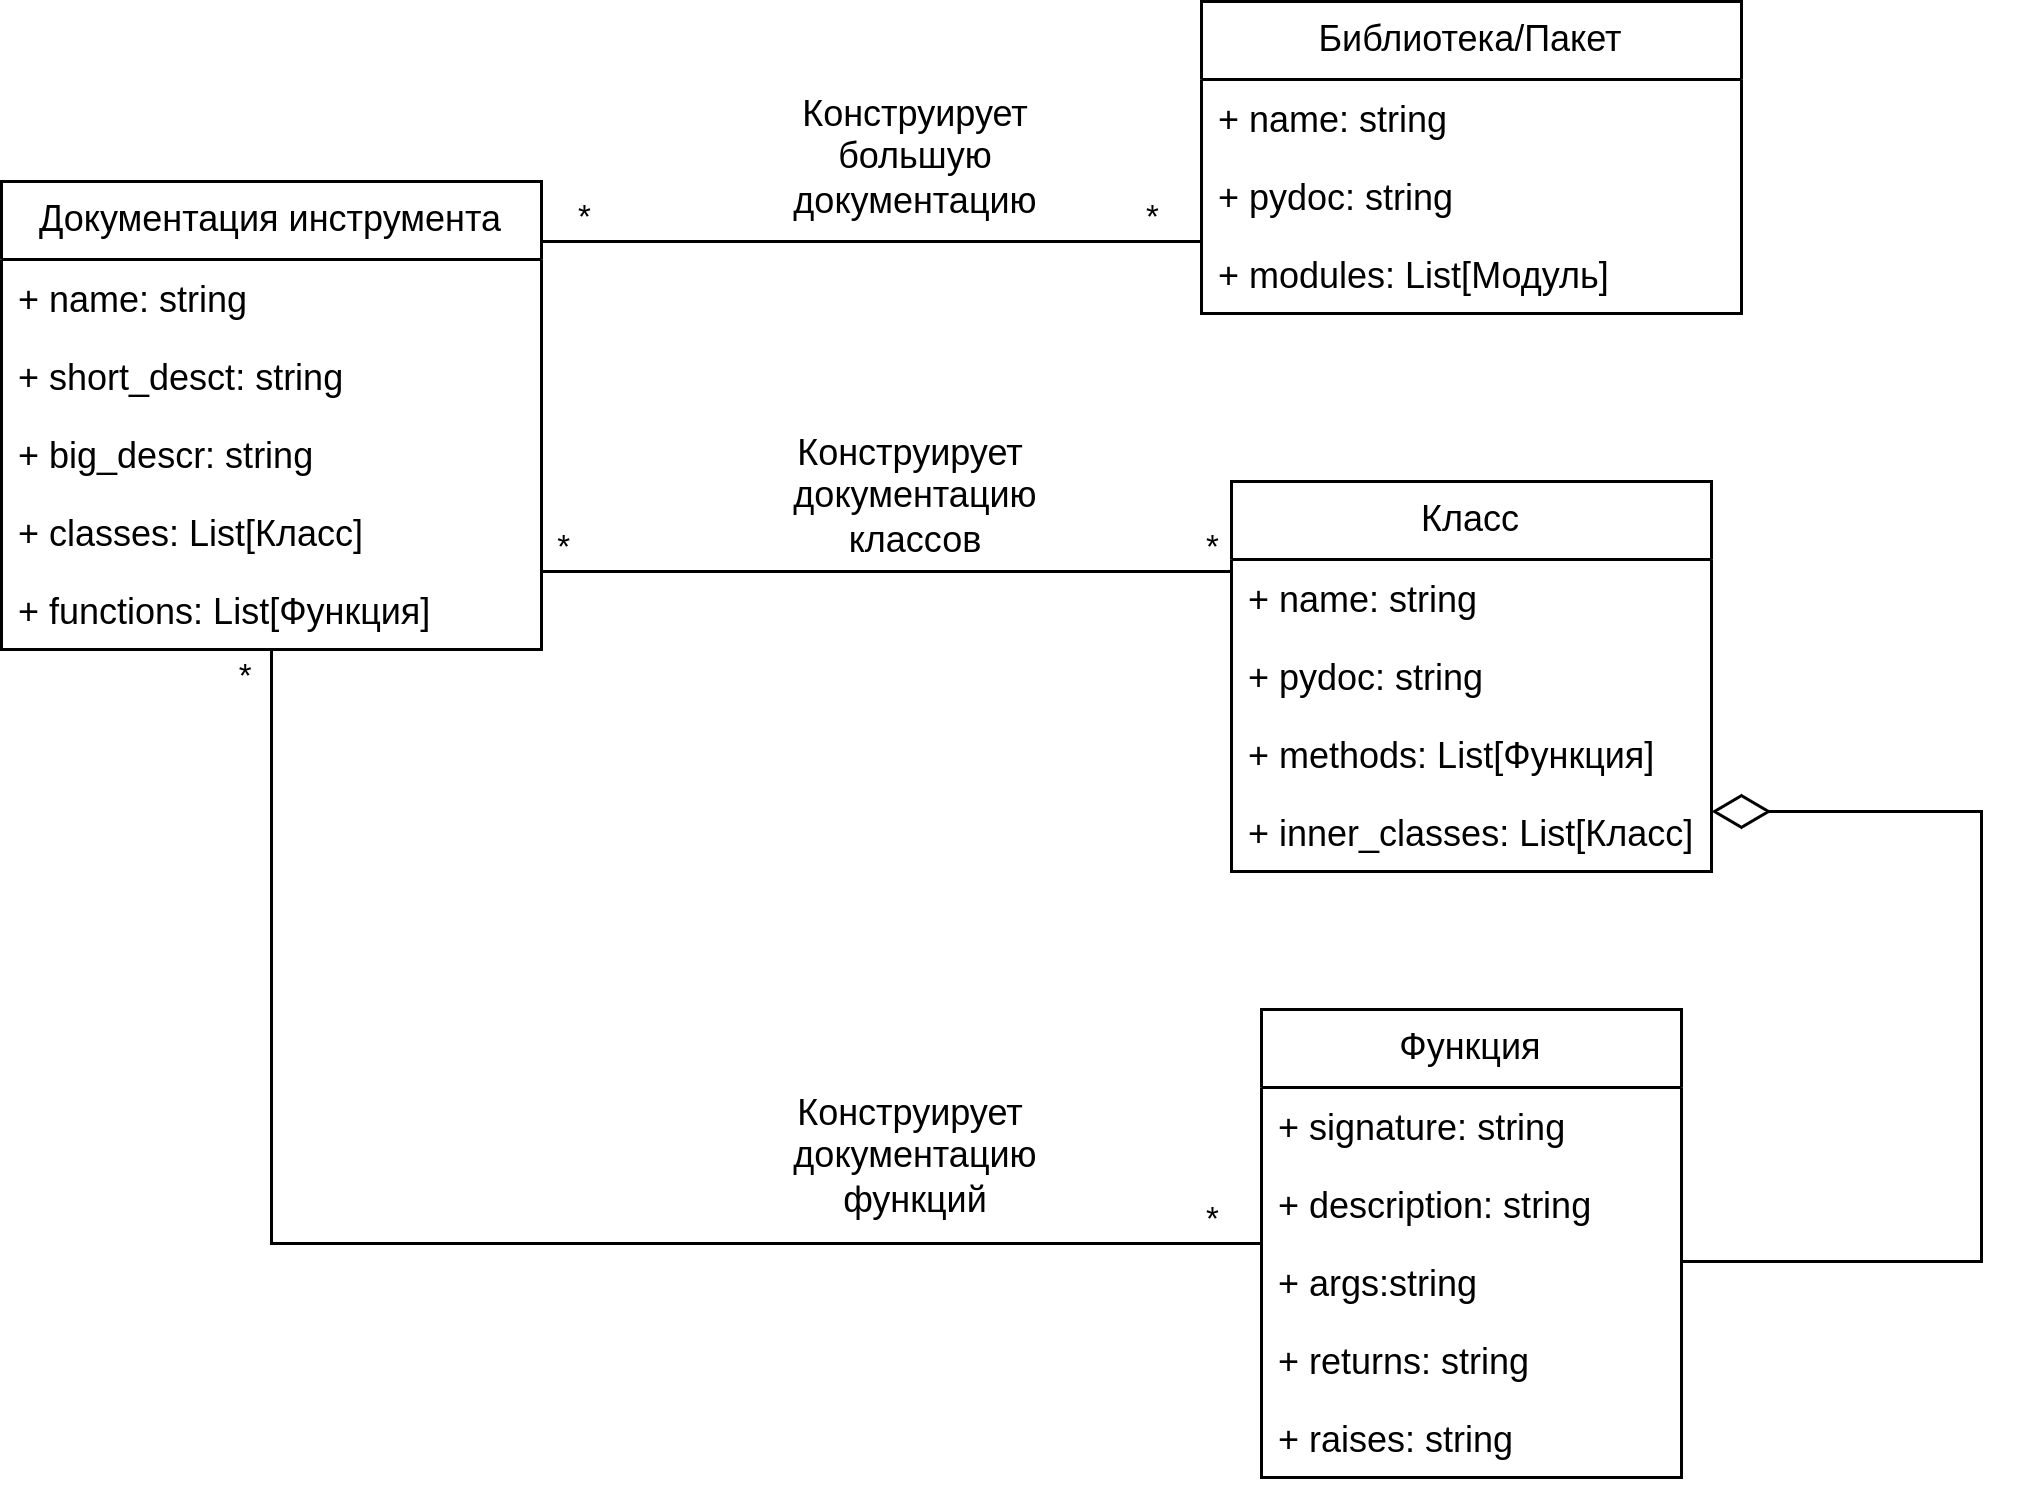 Библиотека/Пакет
+ name: string
+ pydoc: string
+ modules: List[Модуль]
Конструирует
большую
документацию
*
*
Документация инструмента
+ name: string
+ short_desct: string
+ big_descr: string
+ classes: List[Класс]
+ functions: List[Функция]
Конструирует
документацию
классов
*
*
Класс
+ name: string
+ pydoc: string
+ methods: List[Функция]
+ inner_classes: List[Класс]
*
Конструирует
документацию
функций
*
Функция
+ signature: string
+ description: string
+ args:string
+ returns: string
+ raises: string